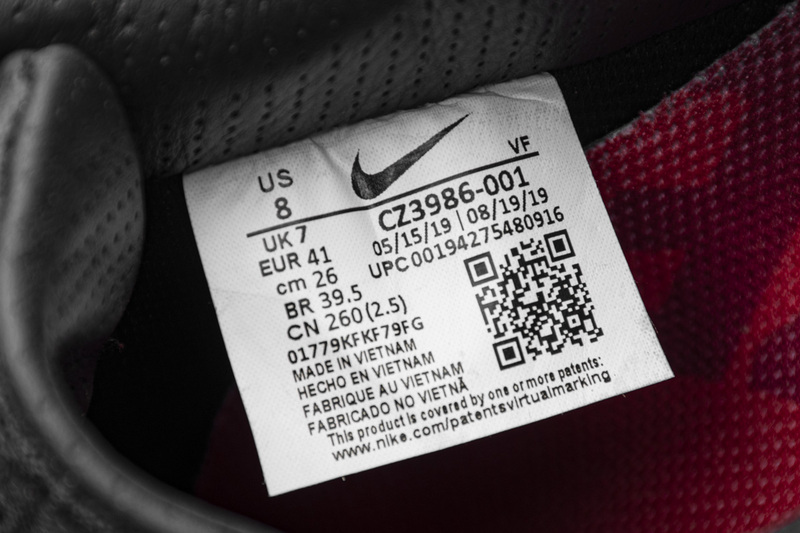 US
8
VF
CZ3986-001
UK 7
05/15/19 | 08/19/19
EUR 41
UPC 00194275480916
cm 26
BR 39.5
CN 260 (2.5)
01779KFKF79FG
MADE IN VIETNAM
HECHO EN VIETNAM
FABRIQUE AU VIETNAM
FABRICADO NO VIETNÃ
This product is covered by one or more patents:
www.nike.com/patentsvirtualmarking